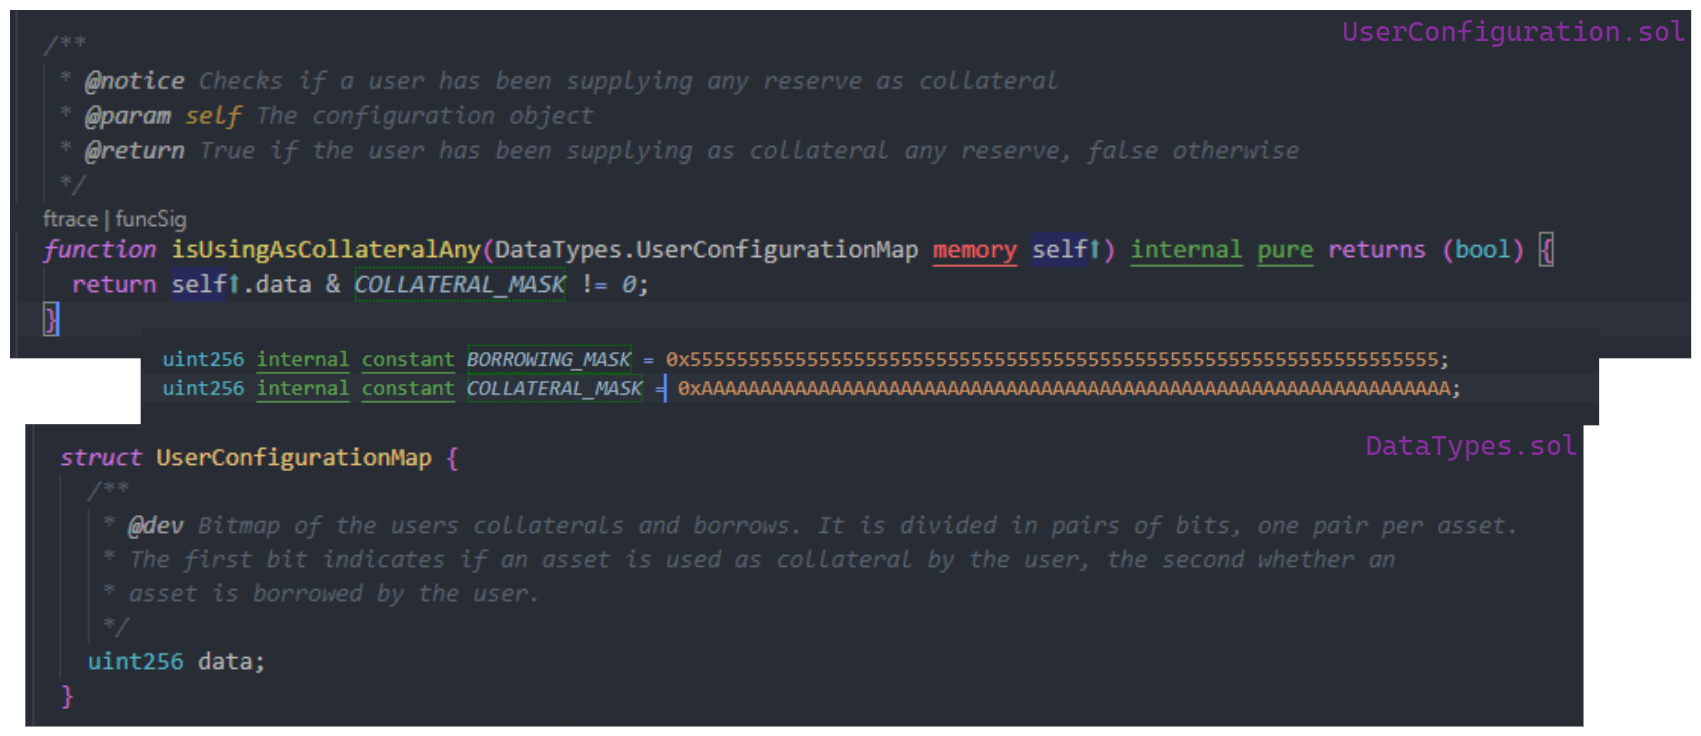 UserConfiguration.sol
/**
* @notice Checks if a user has been supplying any reserve as collateral
* @param self The configuration object
* @return True if the user has been supplying as collateral any reserve, false otherwise
*/
ftrace | funcSig
function isUsingAsCollateralAny(DataTypes.UserConfigurationMap memory self↑) internal pure returns (bool) {
return self↑.data & COLLATERAL_MASK != 0;
}
uint256 internal constant BORROWING_MASK = 0x5555555555555555555555555555555555555555555555555555555555555555;
uint256 internal constant COLLATERAL_MASK = 0xAAAAAAAAAAAAAAAAAAAAAAAAAAAAAAAAAAAAAAAAAAAAAAAAAAAAAAAAAAAAAAAA;
DataTypes.sol
struct UserConfigurationMap {
/**
* @dev Bitmap of the users collaterals and borrows. It is divided in pairs of bits, one pair per asset.
* The first bit indicates if an asset is used as collateral by the user, the second whether an
* asset is borrowed by the user.
*/
uint256 data;
}